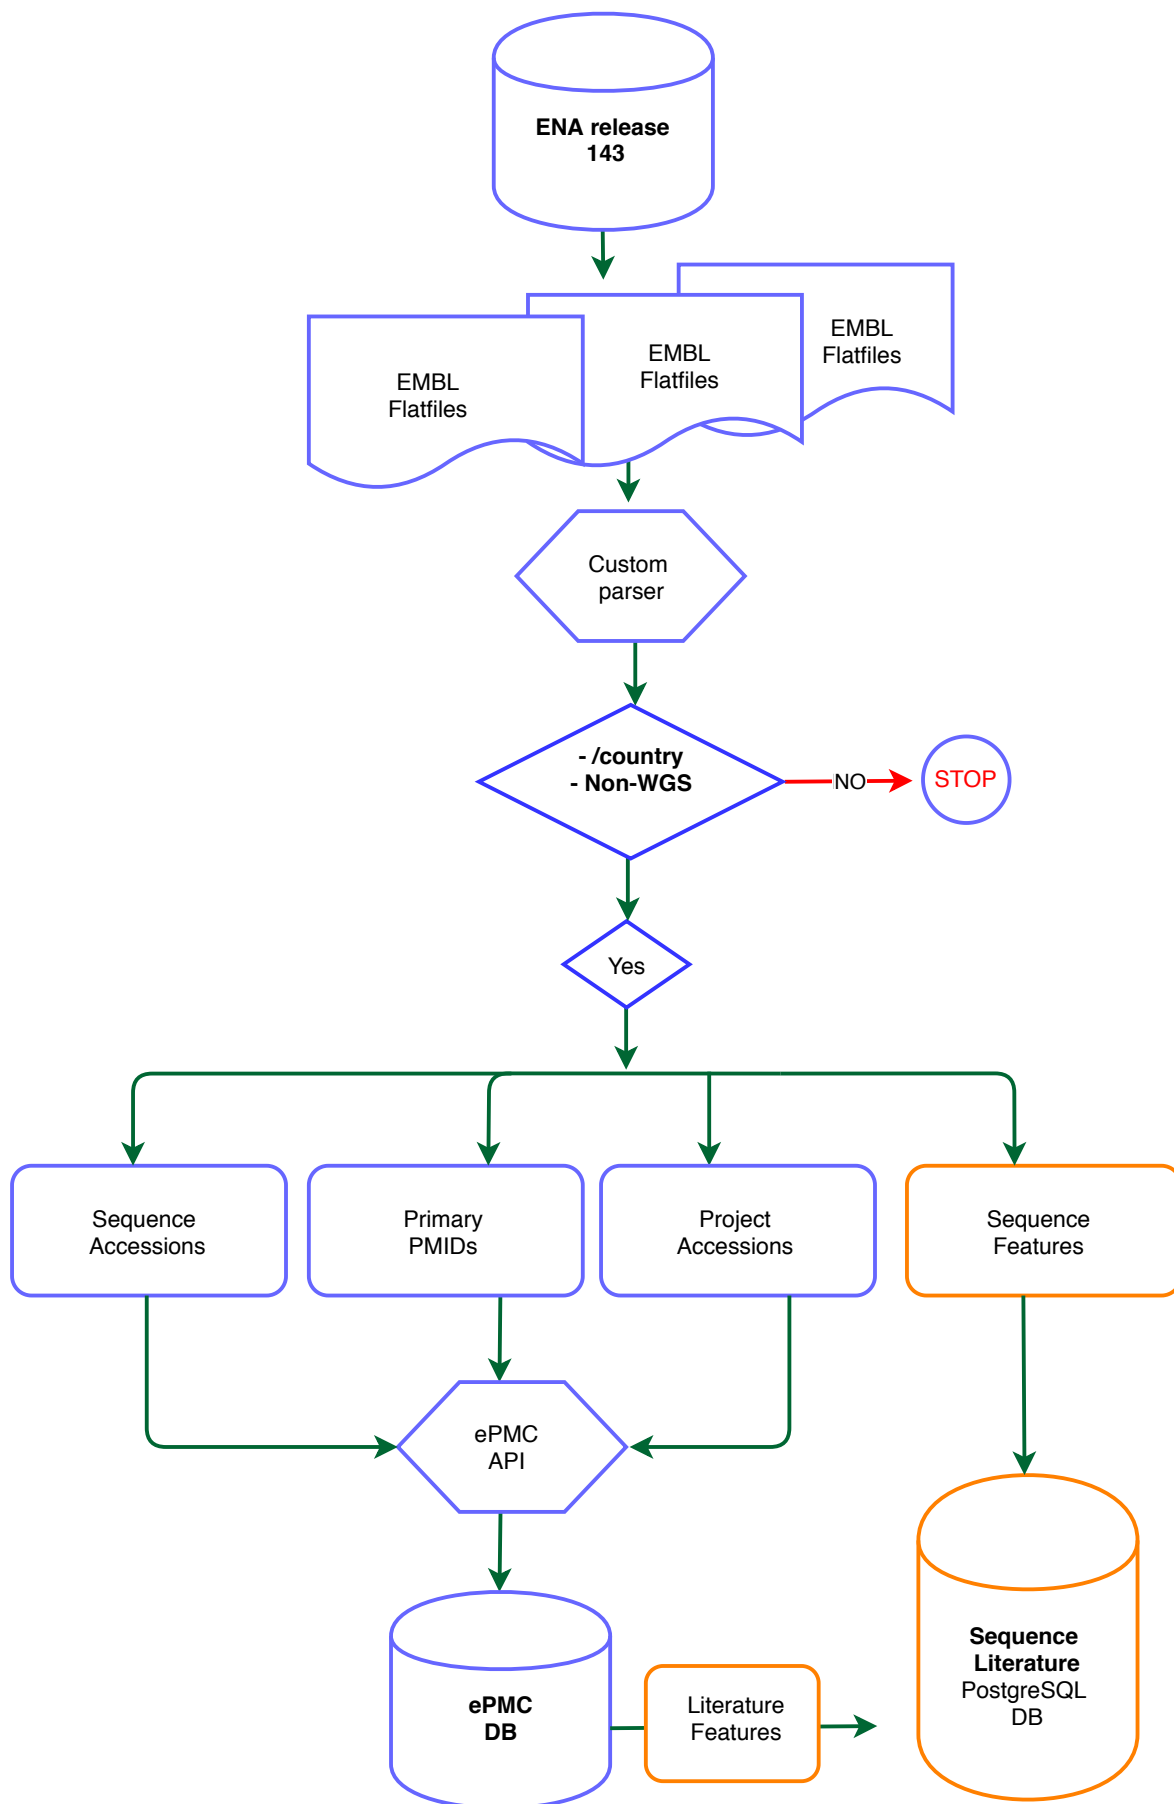 ENA release
143
EMBL
Flatfiles
EMBL
Flatfiles
EMBL
Flatfiles
Custom
parser
- /country
- Non-WGS
NO
STOP
Yes
Sequence
Accessions
Primary
PMIDs
Project
Accessions
Sequence
Features
ePMC
API
ePMC
DB
Literature
Features
Sequence
Literature
PostgreSQL
DB